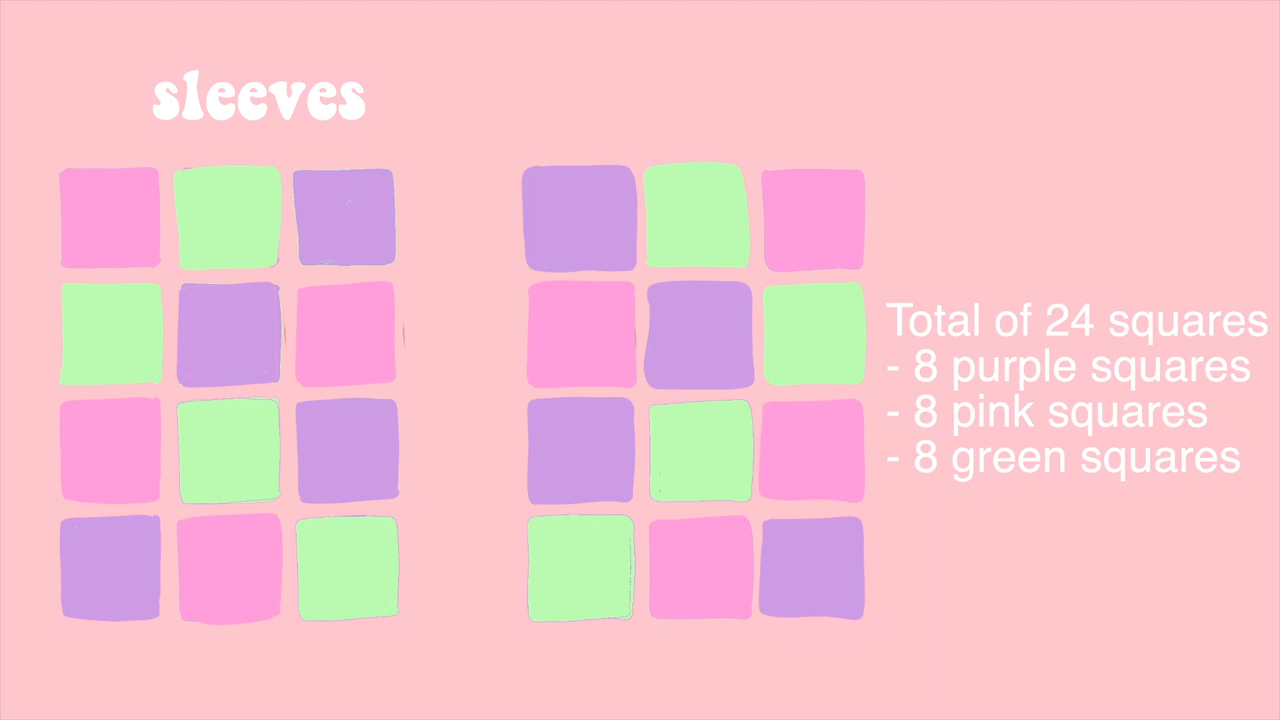 sleeves
Total of 24 squares
- 8 purple squares
- 8 pink squares
- 8 green squares